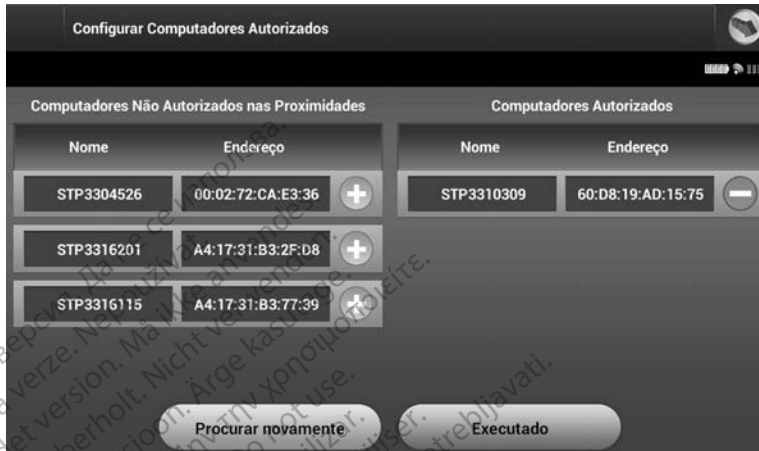 Configurar Computadores Autorizados
Computadores Não Autorizados nas Proximidades
Nome Endereço
STP3304526 00:02:72:CA:E3:36
STP3316201 A4:17:31:B3:2F:D8
STP3316115 A4:17:31:B3:77:39
Computadores Autorizados
Nome Endereço
STP3310309 60:D8:19:AD:15:75
Procurar novamente
Executado